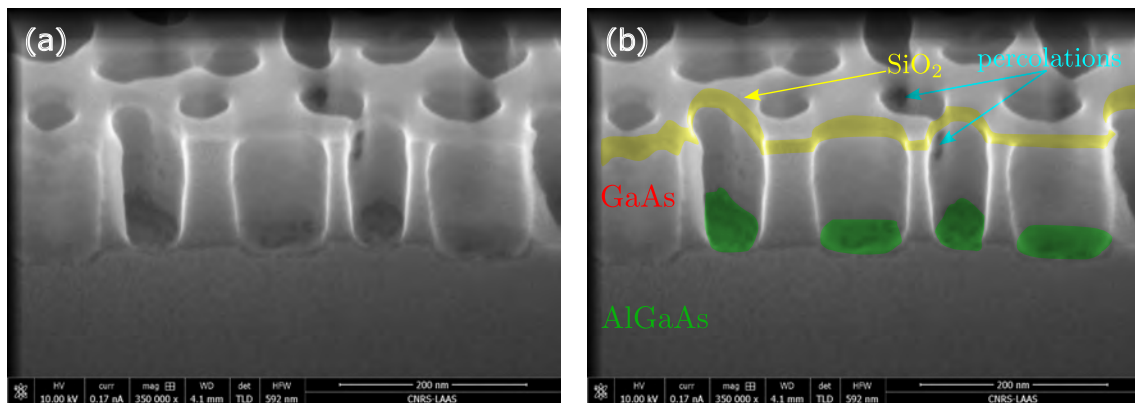 (a)
HV curr mag WD det HFW
10.00 kV 0.17 nA 350 000 x 4.1 mm TLD 592 nm
200 nm
CNRS-LAAS
(b)
SiO₂
percolations
GaAs
AlGaAs
HV curr mag WD det HFW
10.00 kV 0.17 nA 350 000 x 4.1 mm TLD 592 nm
200 nm
CNRS-LAAS